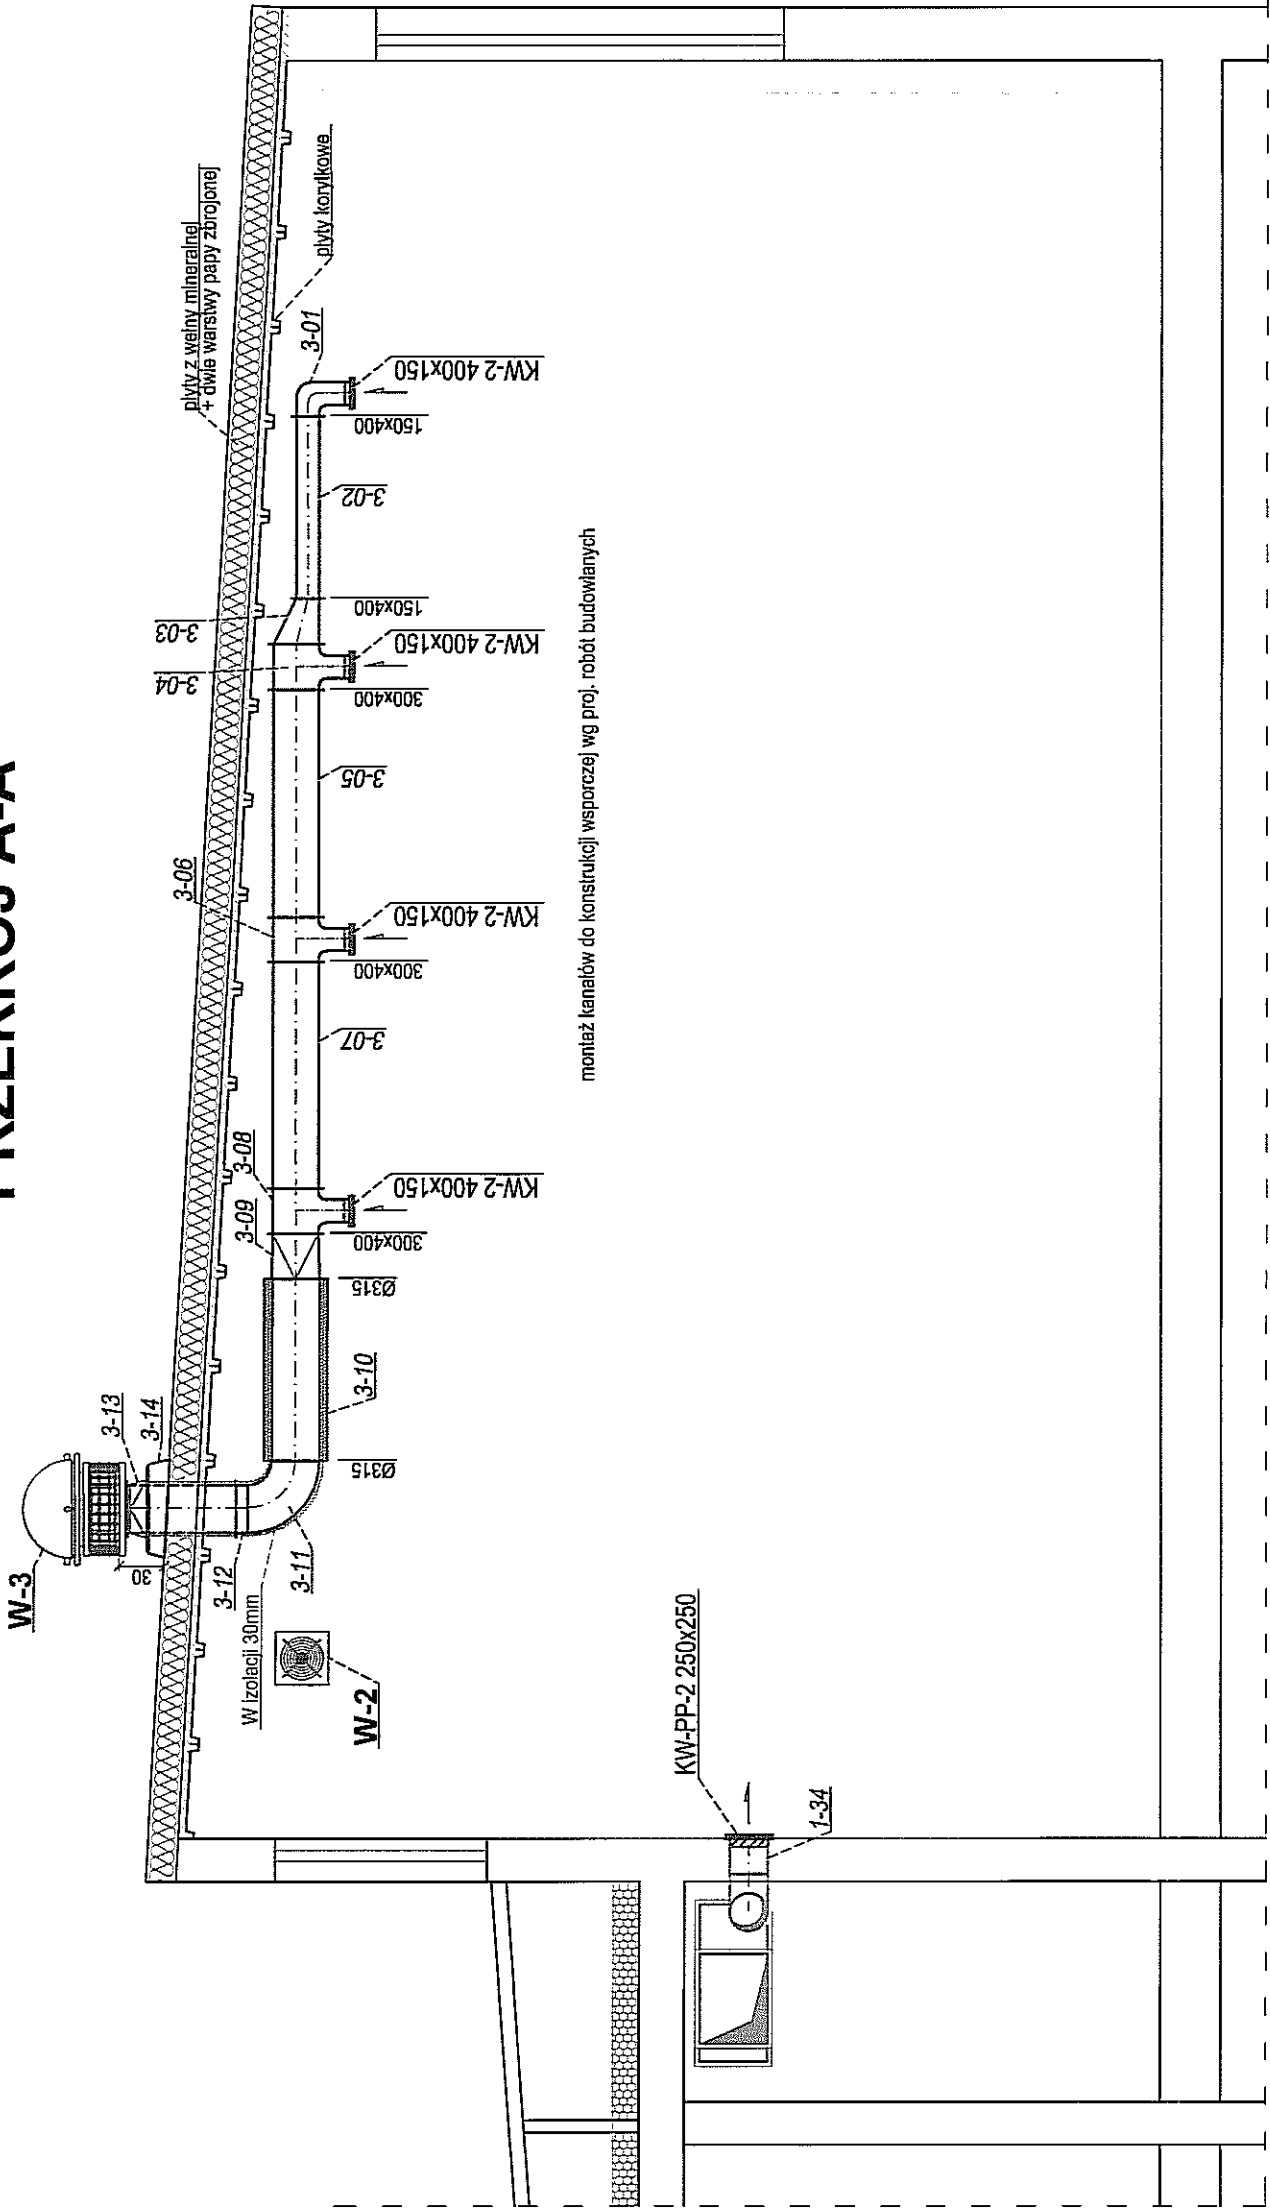 PRZEKRÓJ A-A
W-3
30
3-13
3-14
3-12
3-11
W izolacji 30mm
W-2
3-10
Ø315
Ø315
3-09
3-08
300x400
KW-2 400x150
3-07
3-06
300x400
KW-2 400x150
3-05
3-04
3-03
300x400
KW-2 400x150
150x400
3-02
150x400
KW-2 400x150
3-01
płyty z wełny mineralnej
+ dwie warstwy papy zbrojonej
płyty korytkowe
montaż kanałów do konstrukcji wsporczej wg proj. robót budowlanych
KW-PP-2 250x250
1-34